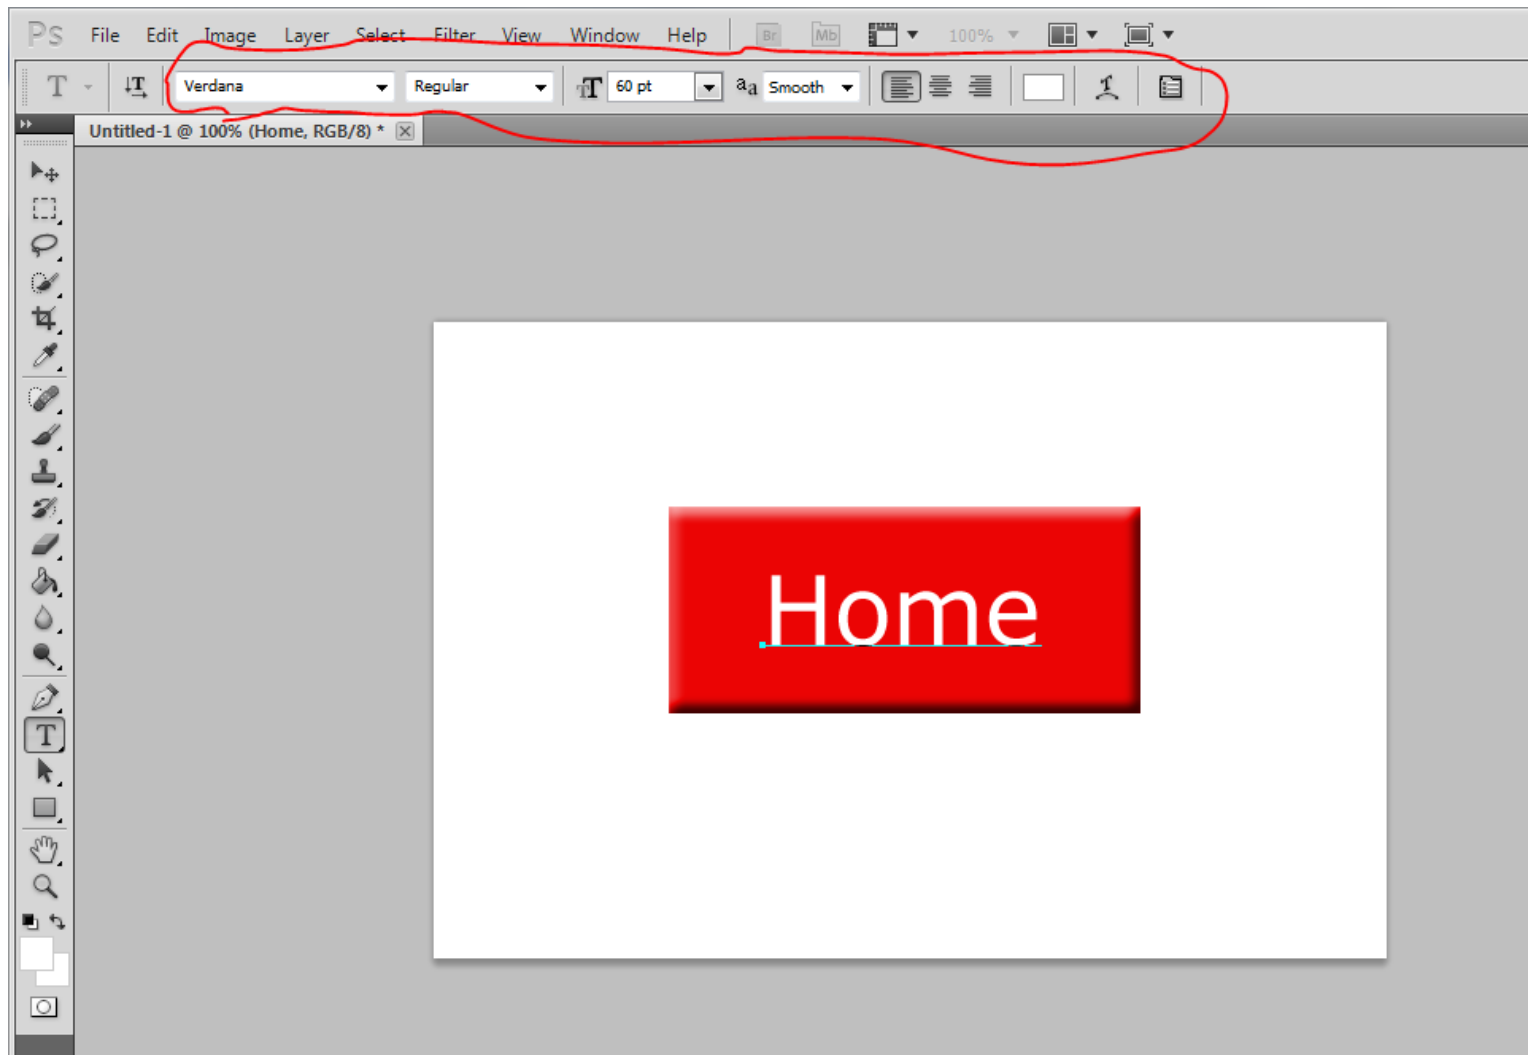 Ps File Edit Image Layer Select Filter View Window Help Br Mb 100%
T T Verdana Regular TT 60 pt aa Smooth
Untitled-1 @ 100% (Home, RGB/8) *
Home
T